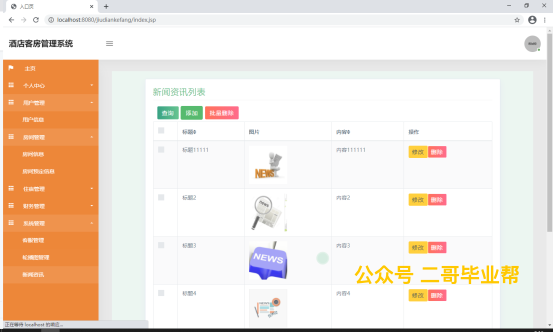 入口页
localhost:8080/jiudiankefang/index.jsp
酒店客房管理系统
主页
个人中心
用户管理
用户信息
房间管理
房间信息
房间预定信息
住宿管理
系统管理
客服管理
轮播图管理
新闻资讯
新闻资讯列表
查询 添加 批量删除
标题 图片 内容 操作
标题11111 内容111111 修改 删除
NEWS
标题2 内容2 修改 删除
NEWS
标题3 内容3 修改 删除
NEWS
标题4 内容4 修改 删除
公众号 二哥毕业帮
正在等待 localhost 的响应...